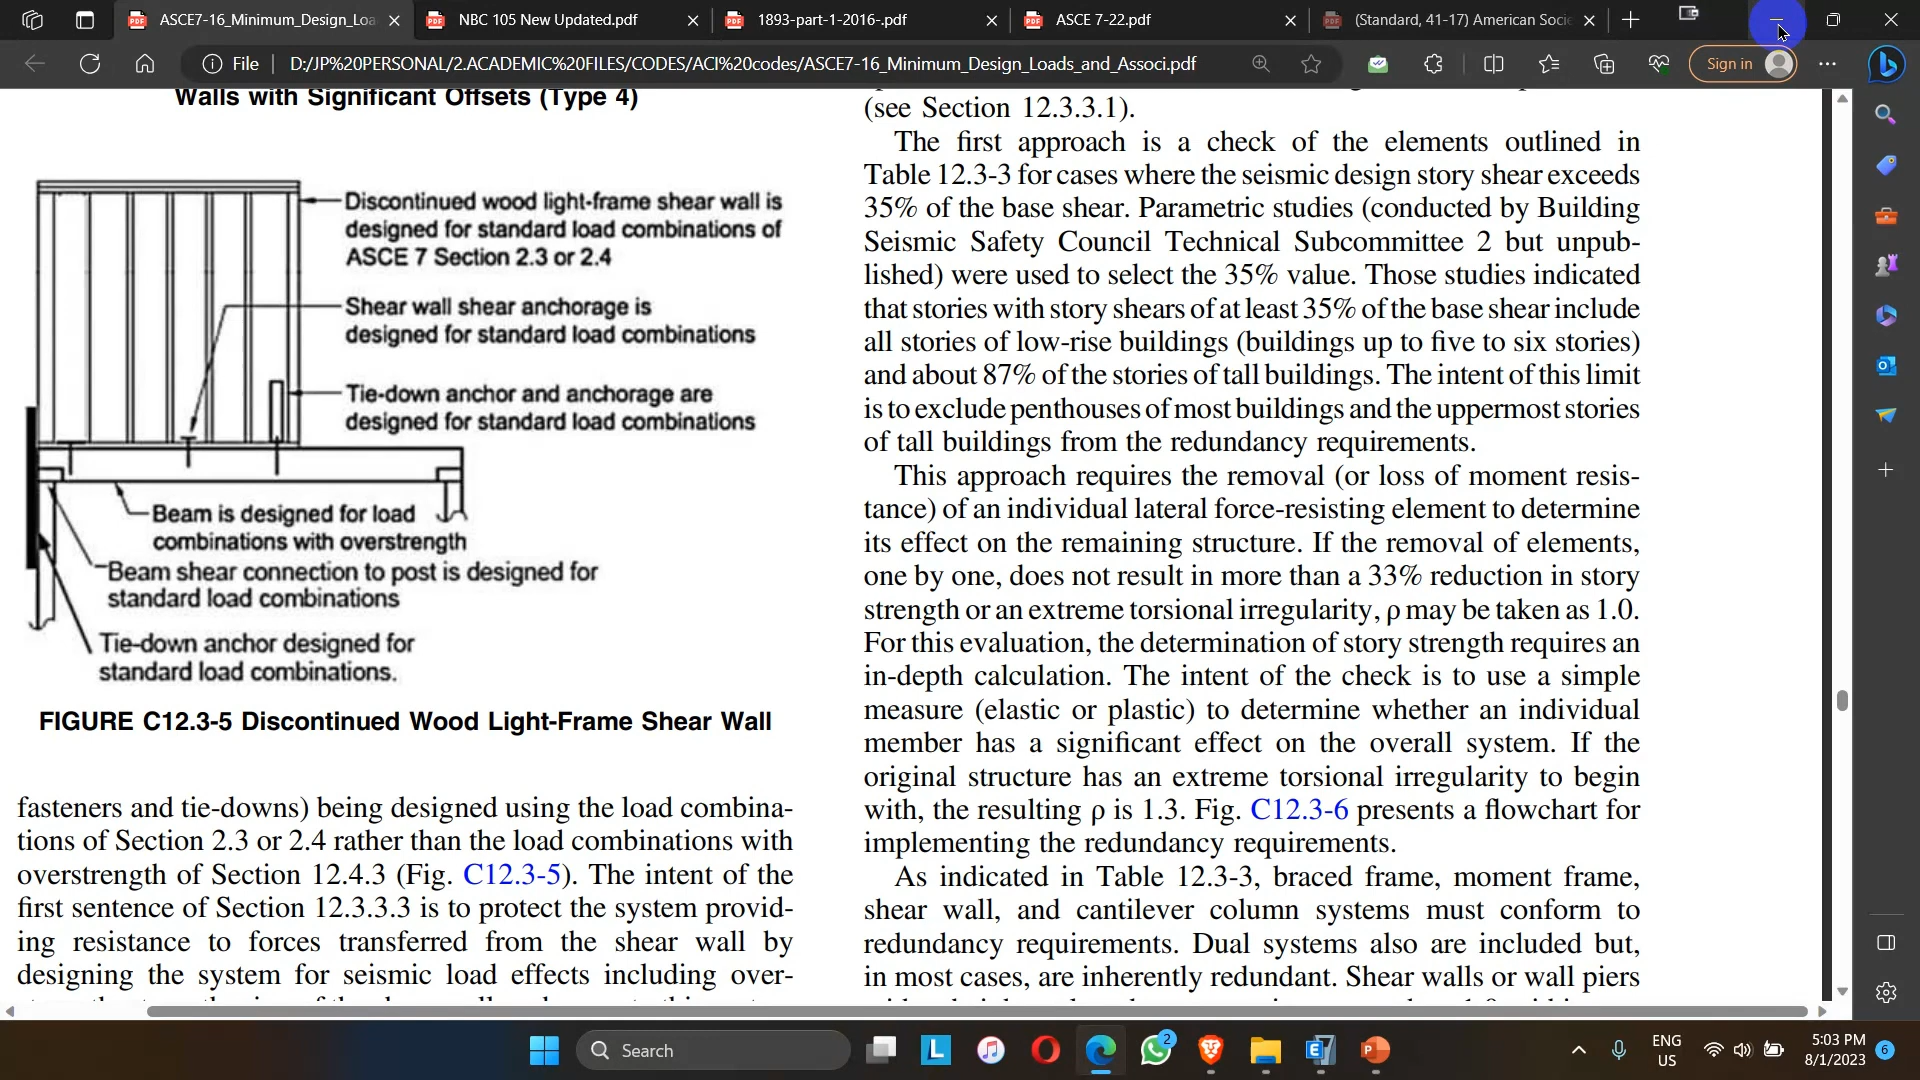 ASCE7-16_Minimum_Design_Loa
NBC 105 New Updated.pdf
1893-part-1-2016-.pdf
ASCE 7-22.pdf
(Standard, 41-17) American Socie
File
D:/JP%20PERSONAL/2.ACADEMIC%20FILES/CODES/ACI%20codes/ASCE7-16_Minimum_Design_Loads_and_Associ.pdf
Sign in
Walls with Significant Offsets (Type 4)
Discontinued wood light-frame shear wall is
designed for standard load combinations of
ASCE 7 Section 2.3 or 2.4
Shear wall shear anchorage is
designed for standard load combinations
Tie-down anchor and anchorage are
designed for standard load combinations
Beam is designed for load
combinations with overstrength
Beam shear connection to post is designed for
standard load combinations
Tie-down anchor designed for
standard load combinations.
FIGURE C12.3-5 Discontinued Wood Light-Frame Shear Wall
fasteners and tie-downs) being designed using the load combina-
tions of Section 2.3 or 2.4 rather than the load combinations with
overstrength of Section 12.4.3 (Fig. C12.3-5). The intent of the
first sentence of Section 12.3.3.3 is to protect the system provid-
ing resistance to forces transferred from the shear wall by
designing the system for seismic load effects including over-
(see Section 12.3.3.1).
The first approach is a check of the elements outlined in
Table 12.3-3 for cases where the seismic design story shear exceeds
35% of the base shear. Parametric studies (conducted by Building
Seismic Safety Council Technical Subcommittee 2 but unpub-
lished) were used to select the 35% value. Those studies indicated
that stories with story shears of at least 35% of the base shear include
all stories of low-rise buildings (buildings up to five to six stories)
and about 87% of the stories of tall buildings. The intent of this limit
is to exclude penthouses of most buildings and the uppermost stories
of tall buildings from the redundancy requirements.
This approach requires the removal (or loss of moment resis-
tance) of an individual lateral force-resisting element to determine
its effect on the remaining structure. If the removal of elements,
one by one, does not result in more than a 33% reduction in story
strength or an extreme torsional irregularity, ρ may be taken as 1.0.
For this evaluation, the determination of story strength requires an
in-depth calculation. The intent of the check is to use a simple
measure (elastic or plastic) to determine whether an individual
member has a significant effect on the overall system. If the
original structure has an extreme torsional irregularity to begin
with, the resulting ρ is 1.3. Fig. C12.3-6 presents a flowchart for
implementing the redundancy requirements.
As indicated in Table 12.3-3, braced frame, moment frame,
shear wall, and cantilever column systems must conform to
redundancy requirements. Dual systems also are included but,
in most cases, are inherently redundant. Shear walls or wall piers
Search
2
ENG
US
5:03 PM
8/1/2023
6